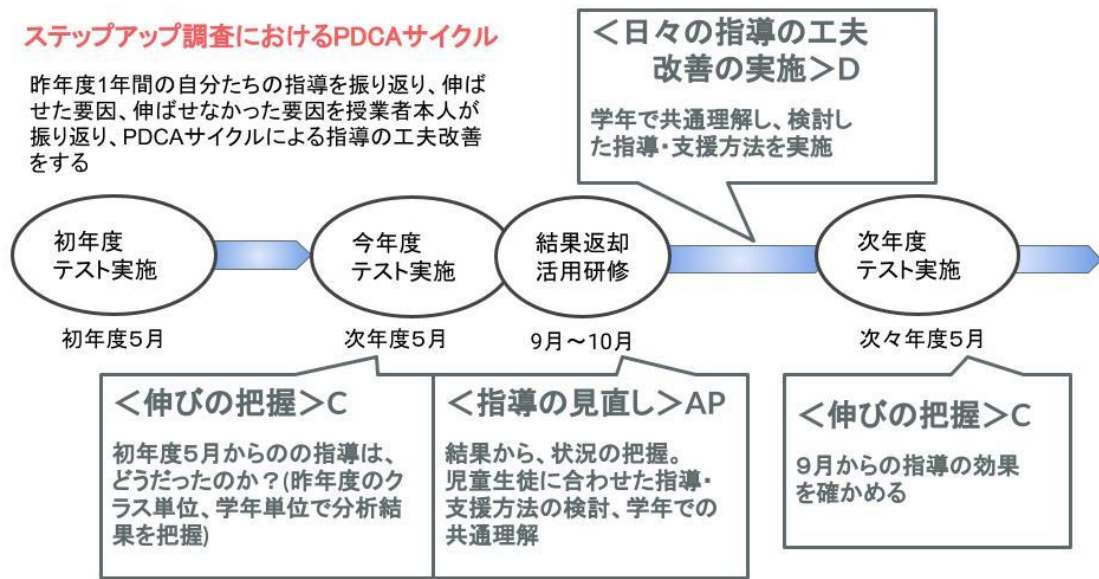 ステップアップ調査におけるPDCAサイクル
昨年度1年間の自分たちの指導を振り返り、伸ば
せた要因、伸ばせなかった要因を授業者本人が
振り返り、PDCAサイクルによる指導の工夫改善
をする
＜日々の指導の工夫
改善の実施＞D
学年で共通理解し、検討し
た指導・支援方法を実施
初年度
テスト実施
今年度
テスト実施
結果返却
活用研修
次年度
テスト実施
初年度5月
次年度5月
9月～10月
次々年度5月
＜伸びの把握＞C
初年度5月からのの指導は、
どうだったのか？(昨年度のク
ラス単位、学年単位で分析結
果を把握)
＜指導の見直し＞AP
結果から、状況の把握。
児童生徒に合わせた指導・
支援方法の検討、学年での
共通理解
＜伸びの把握＞C
9月からの指導の効果
を確かめる